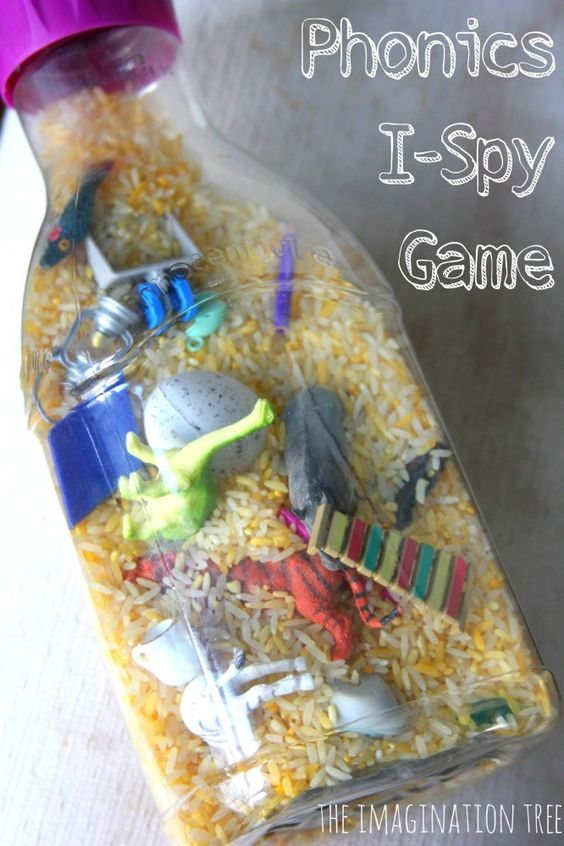 Phonics
I-Spy
Game
THE IMAGINATION TREE